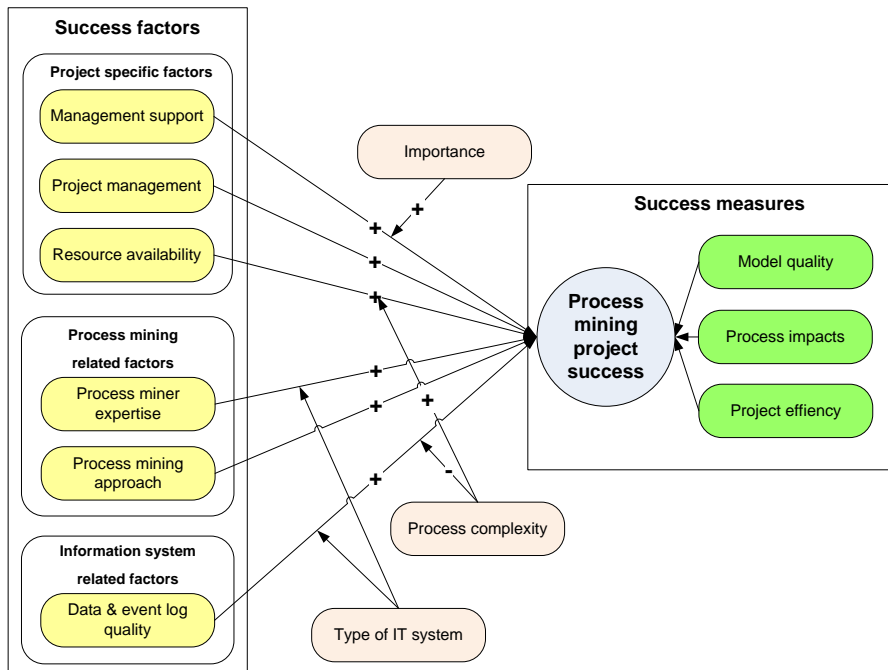 Success factors
Project specific factors
Management support
Project management
Resource availability
Process mining
related factors
Process miner
expertise
Process mining
approach
Information system
related factors
Data & event log
quality
Importance
+
+
+
+
+
+
+
+
-
Process complexity
Type of IT system
Success measures
Process
mining
project
success
Model quality
Process impacts
Project effiency